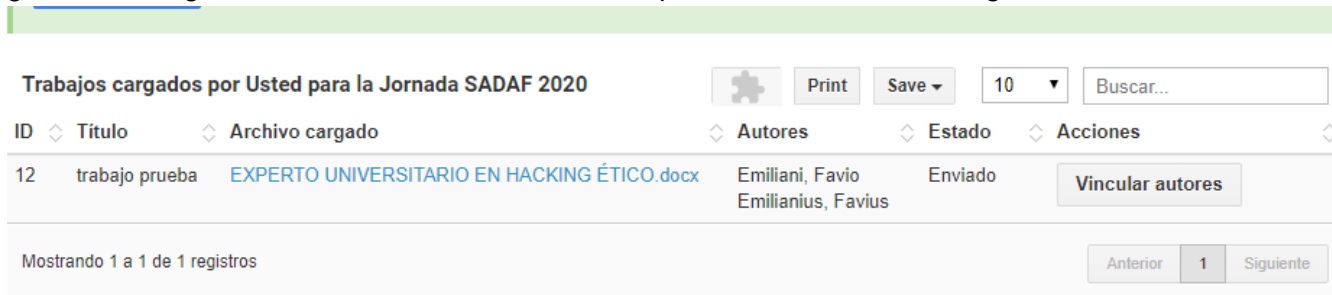 Trabajos cargados por Usted para la Jornada SADAF 2020 Print Save 10 Buscar...
ID Título Archivo cargado Autores Estado Acciones
12 trabajo prueba EXPERTO UNIVERSITARIO EN HACKING ÉTICO.docx Emiliani, Favio Enviado Vincular autores
Emilianius, Favius
Mostrando 1 a 1 de 1 registros Anterior 1 Siguiente